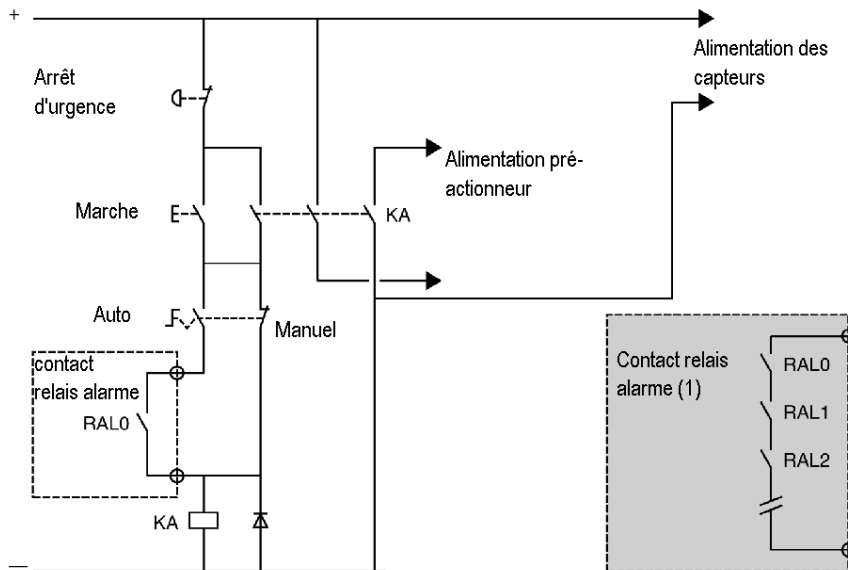 +
Alimentation des
capteurs
Arrêt
d'urgence
Alimentation pré-
actionneur
Marche
KA
Auto
Manuel
contact
relais alarme
RAL0
KA
Contact relais
alarme (1)
RAL0
RAL1
RAL2
—